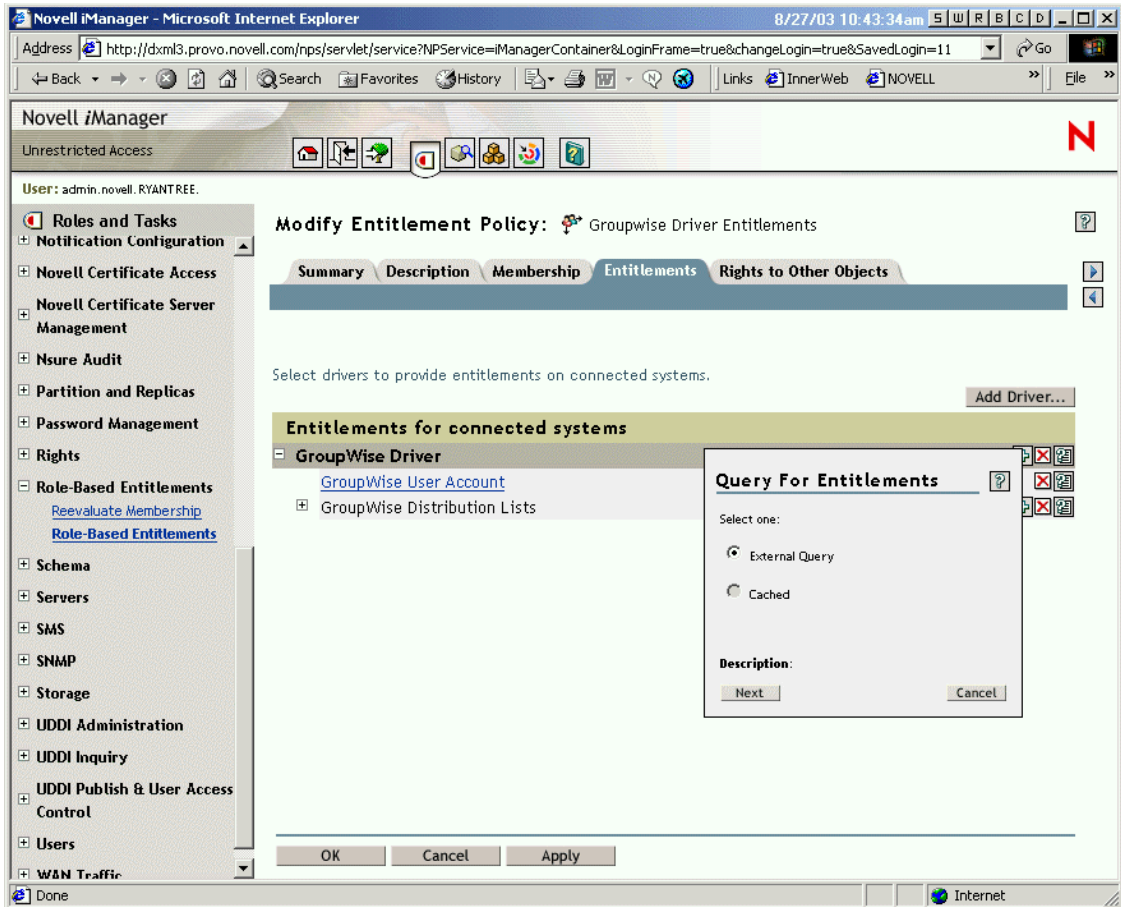 Novell iManager - Microsoft Internet Explorer 8/27/03 10:43:34am S W R B C D
Address http://dxml3.provo.novell.com/nps/servlet/service?NPService=iManagerContainer&LoginFrame=true&changeLogin=true&SavedLogin=11 Go
Back Search Favorites History Links InnerWeb NOVELL » File »
Novell iManager
Unrestricted Access
N
User: admin.novell.RYANTREE.
Roles and Tasks
Notification Configuration
Novell Certificate Access
Novell Certificate Server
Management
Nsure Audit
Partition and Replicas
Password Management
Rights
Role-Based Entitlements
Reevaluate Membership
Role-Based Entitlements
Schema
Servers
SMS
SNMP
Storage
UDDI Administration
UDDI Inquiry
UDDI Publish & User Access
Control
Users
WAN Traffic
Modify Entitlement Policy: Groupwise Driver Entitlements
Summary Description Membership Entitlements Rights to Other Objects
Select drivers to provide entitlements on connected systems.
Add Driver...
Entitlements for connected systems
GroupWise Driver
GroupWise User Account
GroupWise Distribution Lists
Query For Entitlements
Select one:
External Query
Cached
Description:
Next Cancel
OK Cancel Apply
Done Internet